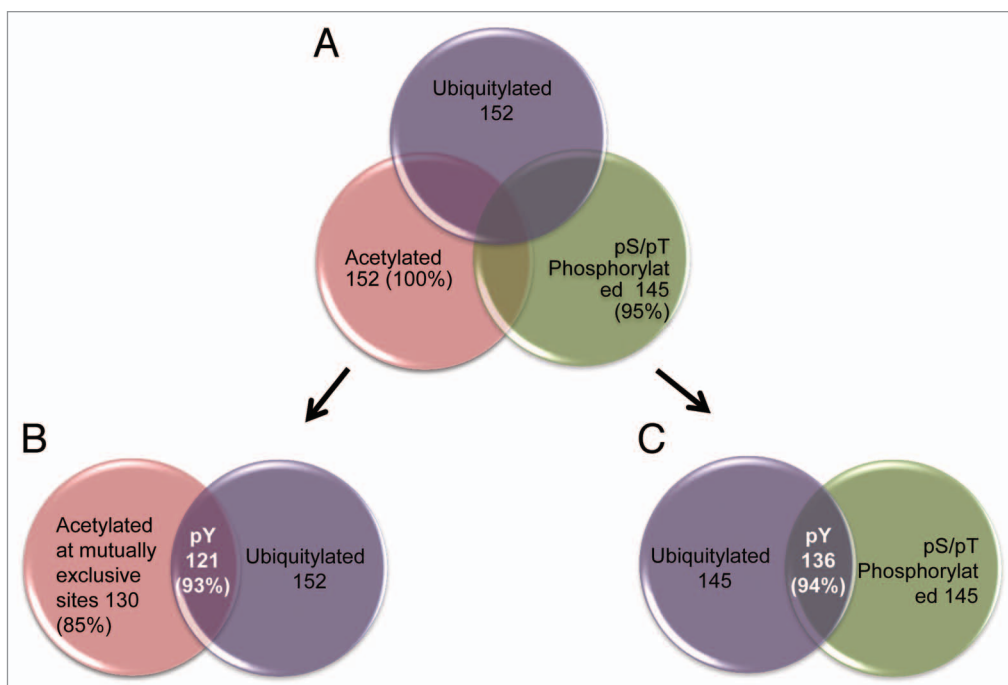 A
Ubiquitylated
152
Acetylated
152 (100%)
pS/pT
Phosphorylat
ed 145
(95%)
B
Acetylated
at mutually
exclusive
sites 130
(85%)
pY
121
(93%)
Ubiquitylated
152
C
Ubiquitylated
145
pY
136
(94%)
pS/pT
Phosphorylat
ed 145